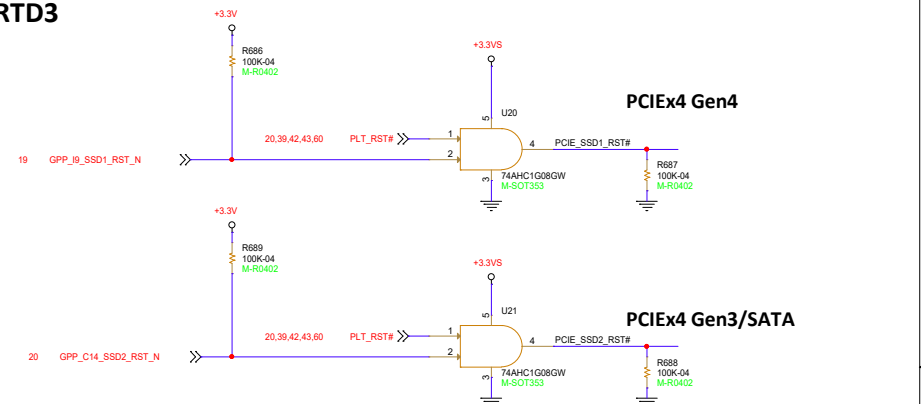 RTD3
+3.3V
R686
100K-04
M-R0402
+3.3VS
5
U20
PCIEx4 Gen4
20,39,42,43,60 PLT_RST# 1
4 PCIE_SSD1_RST#
19 GPP_I9_SSD1_RST_N 2
3
74AHC1G08GW
M-SOT353
R687
100K-04
M-R0402
+3.3V
R689
100K-04
M-R0402
+3.3VS
5
U21
PCIEx4 Gen3/SATA
20,39,42,43,60 PLT_RST# 1
4 PCIE_SSD2_RST#
20 GPP_C14_SSD2_RST_N 2
3
74AHC1G08GW
M-SOT353
R688
100K-04
M-R0402